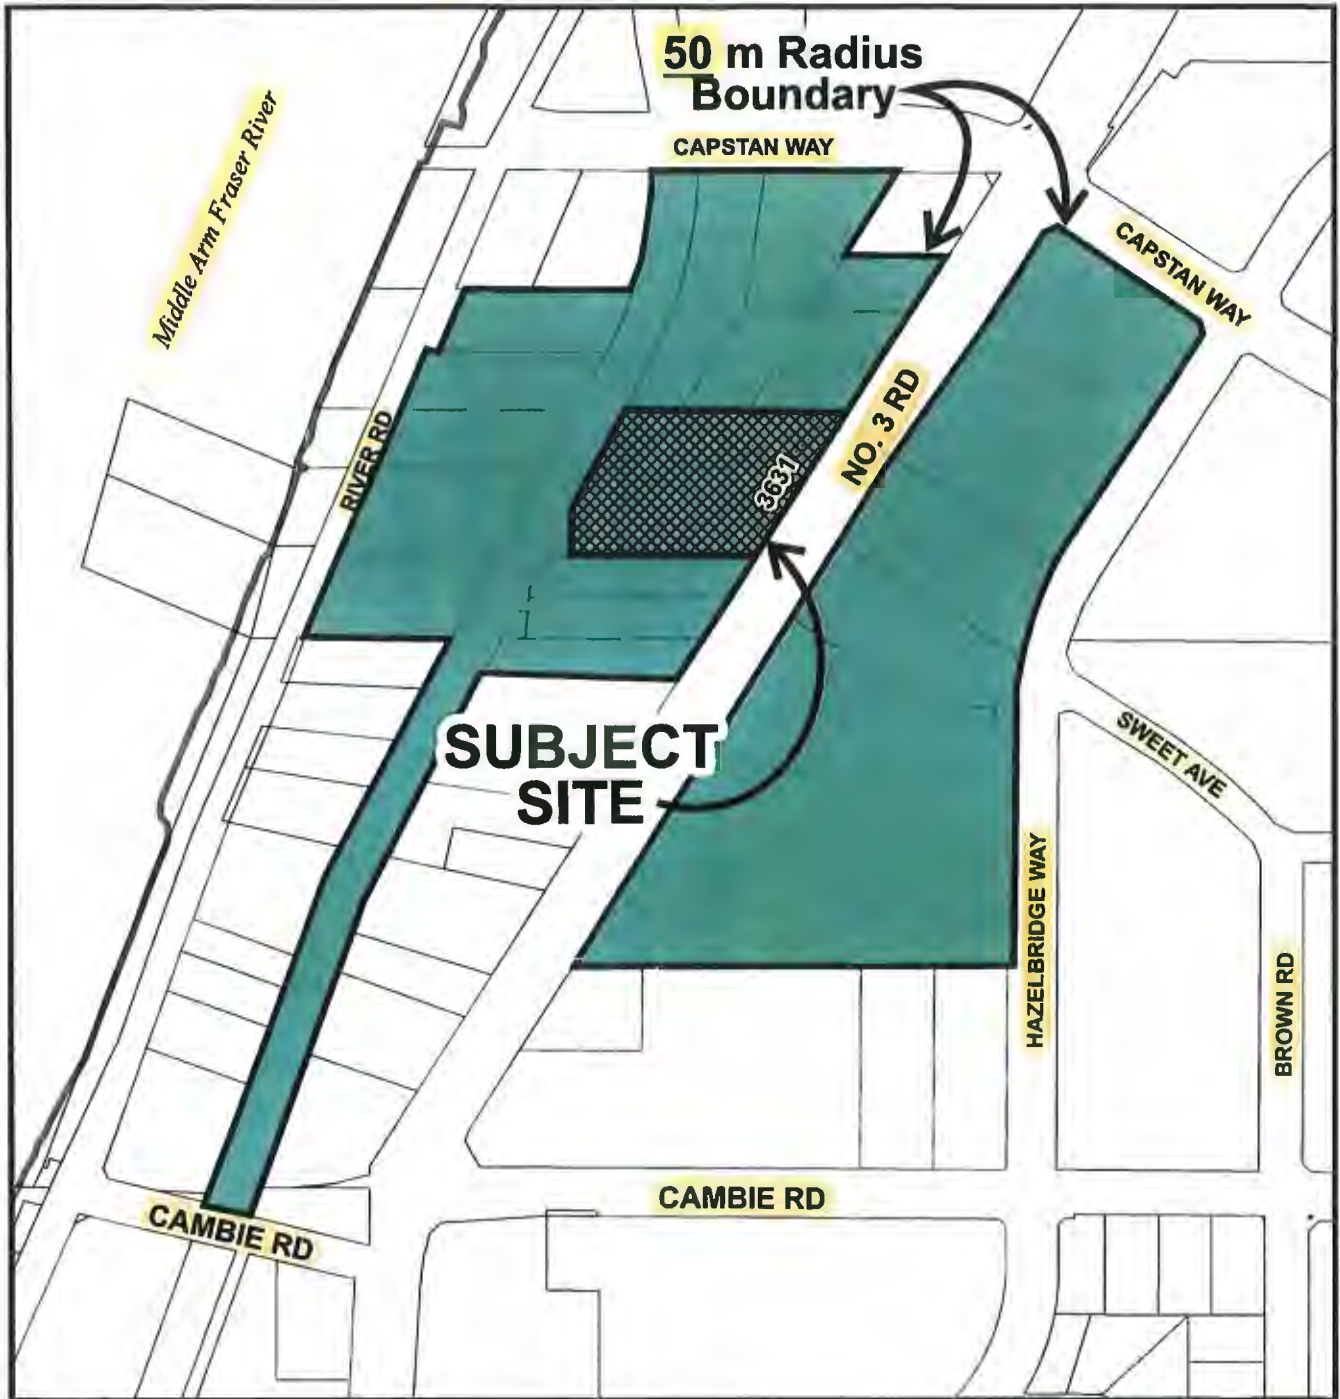 50 m Radius
Boundary
CAPSTAN WAY
Middle Arm Fraser River
CAPSTAN WAY
NO. 3 RD
RIVER RD
3631
SUBJECT
SITE
SWEET AVE
HAZELBRIDGE WAY
BROWN RD
CAMBIE RD
CAMBIE RD